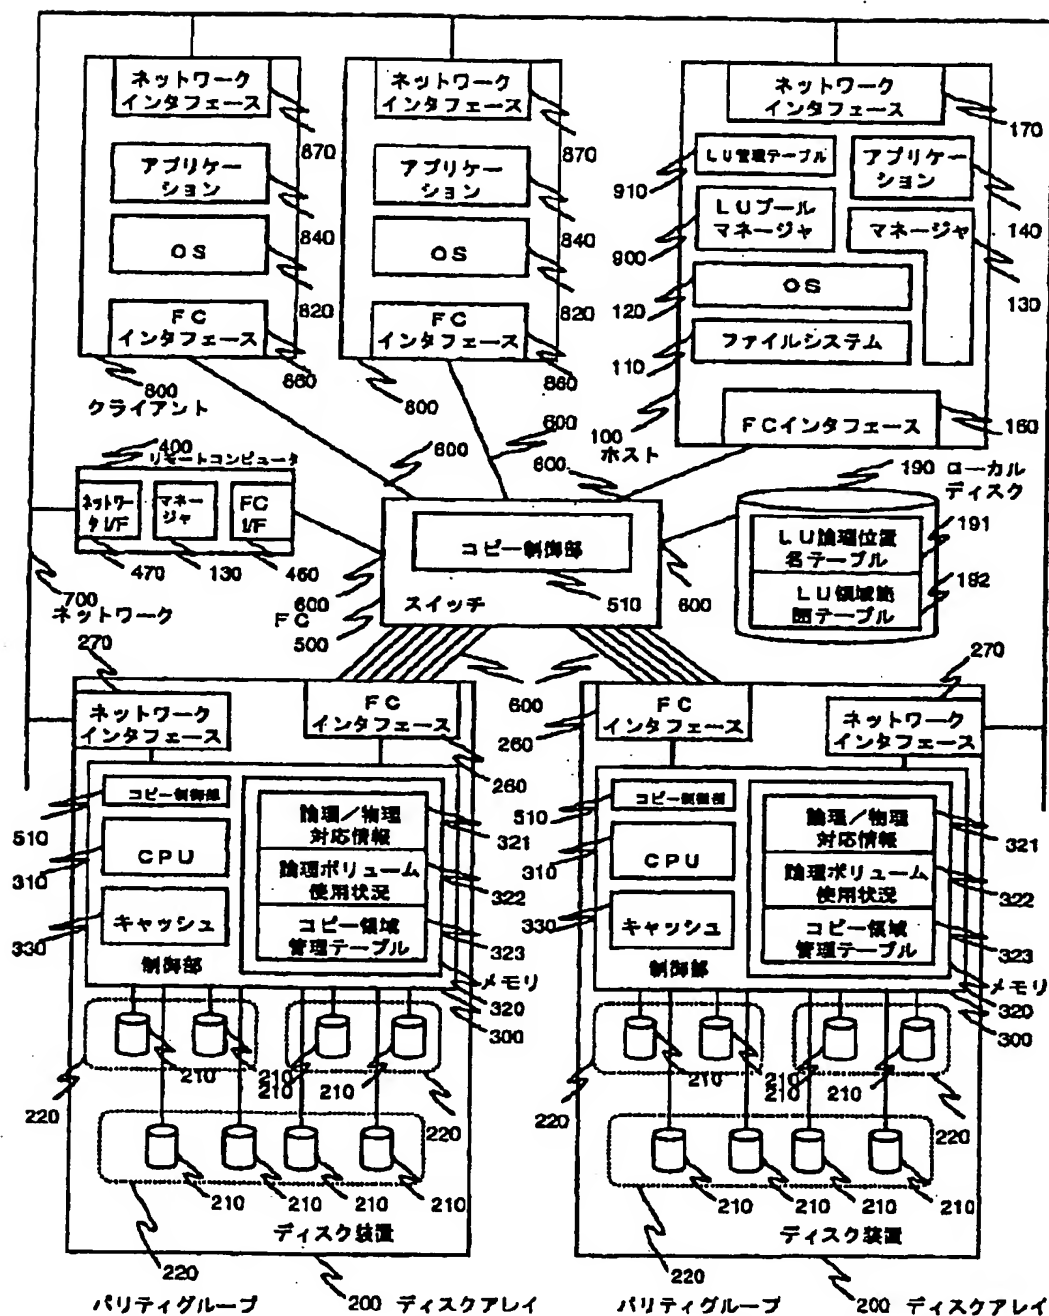 ネットワーク
インタフェース
870
アプリケー
ション
840
OS
820
FC
インタフェース
860
800
クライアント
ネットワーク
インタフェース
870
アプリケー
ション
840
OS
820
FC
インタフェース
860
800
ネットワーク
インタフェース
170
LU管理テーブル
910
アプリケー
ション
140
LUプール
マネージャ
900
マネージャ
130
OS
120
ファイルシステム
110
FCインタフェース
160
100
ホスト
600
600
600
400
リモートコンピュータ
ネットワー
ク I/F
マネー
ジャ
FC
I/F
470
130
460
700
ネットワーク
600
FC
500
コピー制御部
510
スイッチ
600
190 ローカル
ディスク
LU論理位置
名テーブル
191
LU領域範
囲テーブル
192
600
270
ネットワーク
インタフェース
FC
インタフェース
260
コピー制御部
510
CPU
310
キャッシュ
330
制御部
論理/物理
対応情報
321
論理ボリューム
使用状況
322
コピー領域
管理テーブル
323
メモリ
320
300
210
210
210
210
210
220
220
210
210
210
210
ディスク装置
220
パリティグループ
200 ディスクアレイ
270
FC
インタフェース
260
ネットワーク
インタフェース
コピー制御部
510
CPU
310
キャッシュ
330
制御部
論理/物理
対応情報
321
論理ボリューム
使用状況
322
コピー領域
管理テーブル
323
メモリ
320
300
210
210
210
210
220
220
210
210
210
210
ディスク装置
220
パリティグループ
200 ディスクアレイ